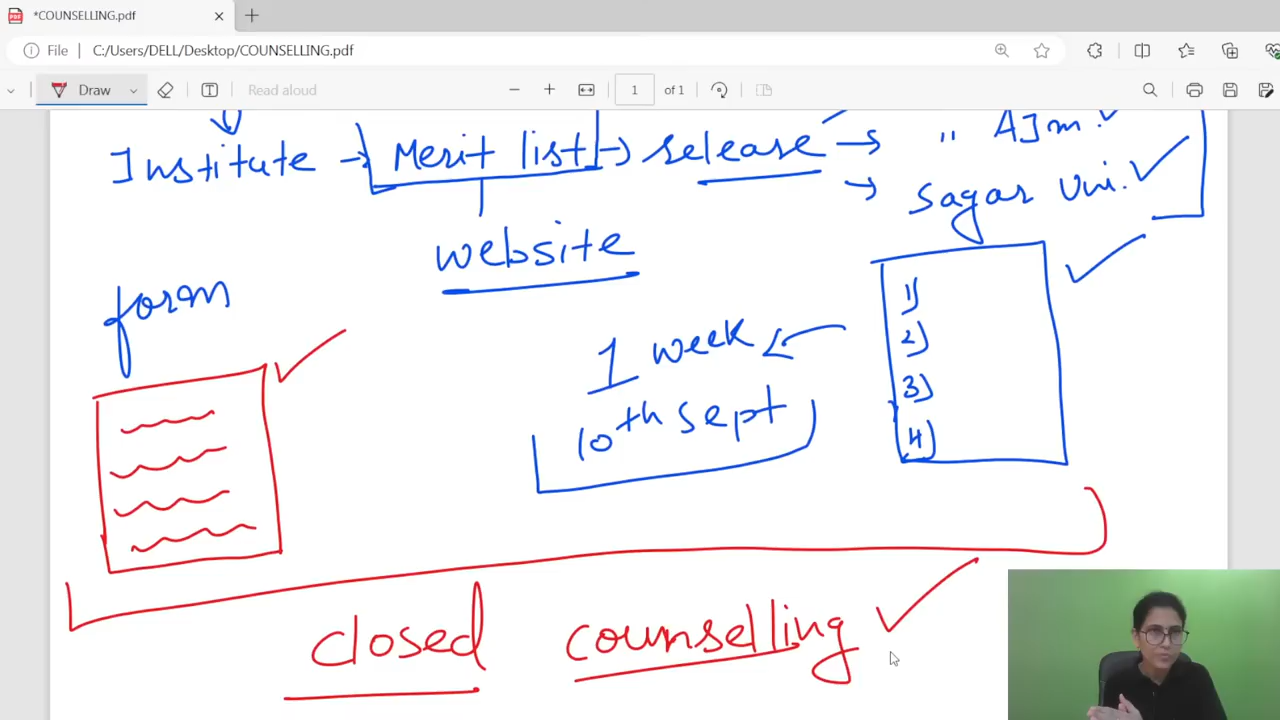 *COUNSELLING.pdf
File C:/Users/DELL/Desktop/COUNSELLING.pdf
Draw Read aloud 1 of 1
" AJm.
Institute → Merit list → release →
→ Sagar Uni.
website
form
1)
1 week
2)
3)
10th sept
4)
closed counselling